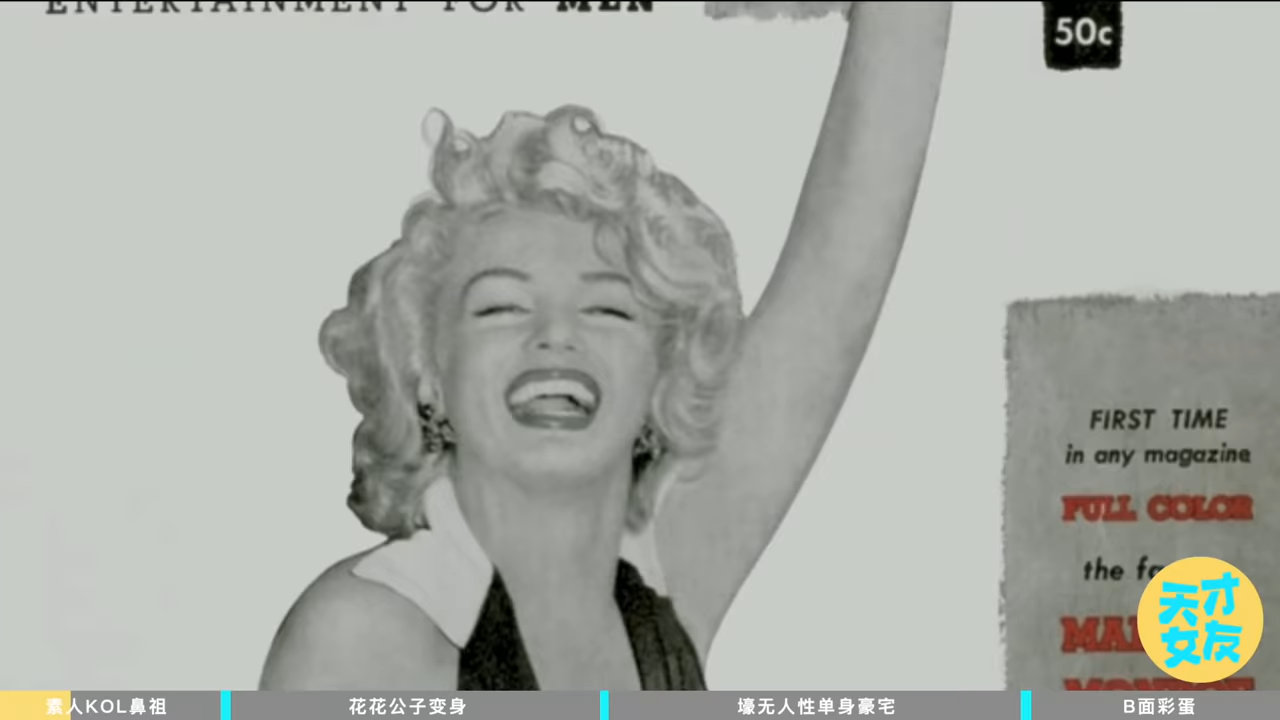 ENTERTAINMENT FOR MEN
50c
FIRST TIME
in any magazine
FULL COLOR
the
天才
女友
素人KOL鼻祖
花花公子变身
壕无人性单身豪宅
B面彩蛋